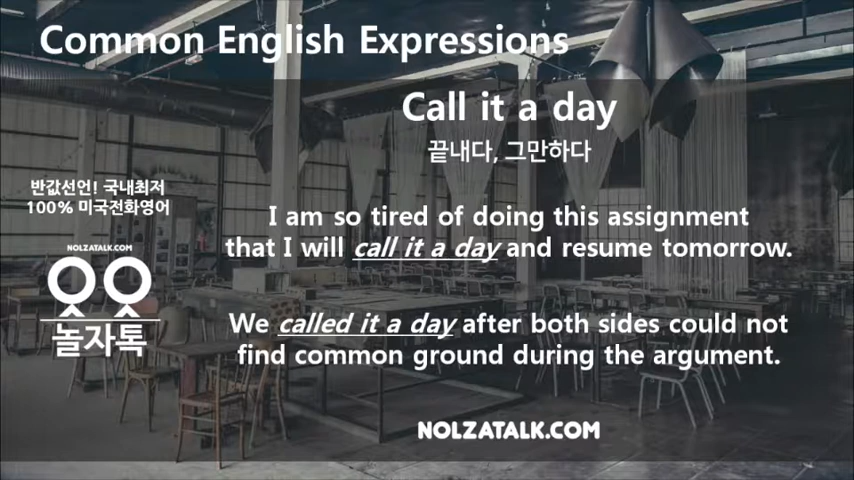 Common English Expressions
Call it a day
끝내다, 그만하다
반값선언! 국내최저
100% 미국전화영어
NOLZATALK.COM
놀자톡
I am so tired of doing this assignment
that I will call it a day and resume tomorrow.
We called it a day after both sides could not
find common ground during the argument.
NOLZATALK.COM